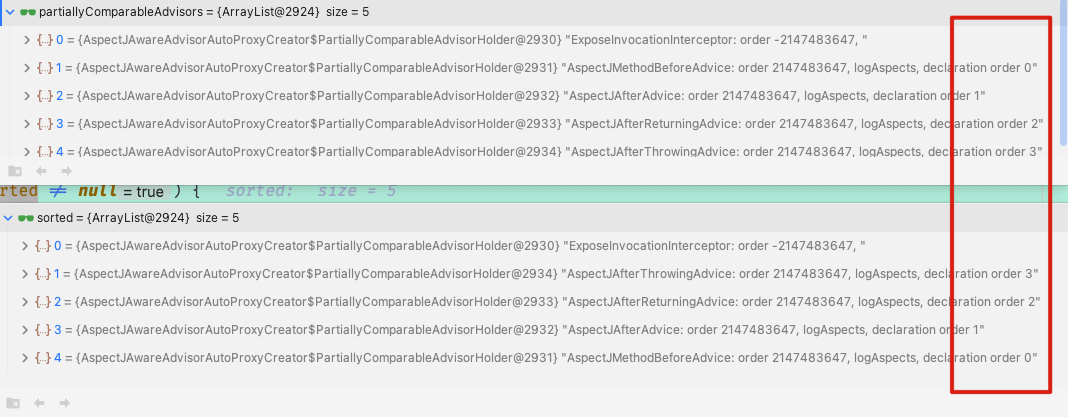 partiallyComparableAdvisors = {ArrayList@2924} size = 5
0 = {AspectJAwareAdvisorAutoProxyCreator$PartiallyComparableAdvisorHolder@2930} "ExposeInvocationInterceptor: order -2147483647, "
1 = {AspectJAwareAdvisorAutoProxyCreator$PartiallyComparableAdvisorHolder@2931} "AspectJMethodBeforeAdvice: order 2147483647, logAspects, declaration order 0"
2 = {AspectJAwareAdvisorAutoProxyCreator$PartiallyComparableAdvisorHolder@2932} "AspectJAfterAdvice: order 2147483647, logAspects, declaration order 1"
3 = {AspectJAwareAdvisorAutoProxyCreator$PartiallyComparableAdvisorHolder@2933} "AspectJAfterReturningAdvice: order 2147483647, logAspects, declaration order 2"
4 = {AspectJAwareAdvisorAutoProxyCreator$PartiallyComparableAdvisorHolder@2934} "AspectJAfterThrowingAdvice: order 2147483647, logAspects, declaration order 3"
rted ≠ null = true ) { sorted: size = 5
sorted = {ArrayList@2924} size = 5
0 = {AspectJAwareAdvisorAutoProxyCreator$PartiallyComparableAdvisorHolder@2930} "ExposeInvocationInterceptor: order -2147483647, "
1 = {AspectJAwareAdvisorAutoProxyCreator$PartiallyComparableAdvisorHolder@2934} "AspectJAfterThrowingAdvice: order 2147483647, logAspects, declaration order 3"
2 = {AspectJAwareAdvisorAutoProxyCreator$PartiallyComparableAdvisorHolder@2933} "AspectJAfterReturningAdvice: order 2147483647, logAspects, declaration order 2"
3 = {AspectJAwareAdvisorAutoProxyCreator$PartiallyComparableAdvisorHolder@2932} "AspectJAfterAdvice: order 2147483647, logAspects, declaration order 1"
4 = {AspectJAwareAdvisorAutoProxyCreator$PartiallyComparableAdvisorHolder@2931} "AspectJMethodBeforeAdvice: order 2147483647, logAspects, declaration order 0"